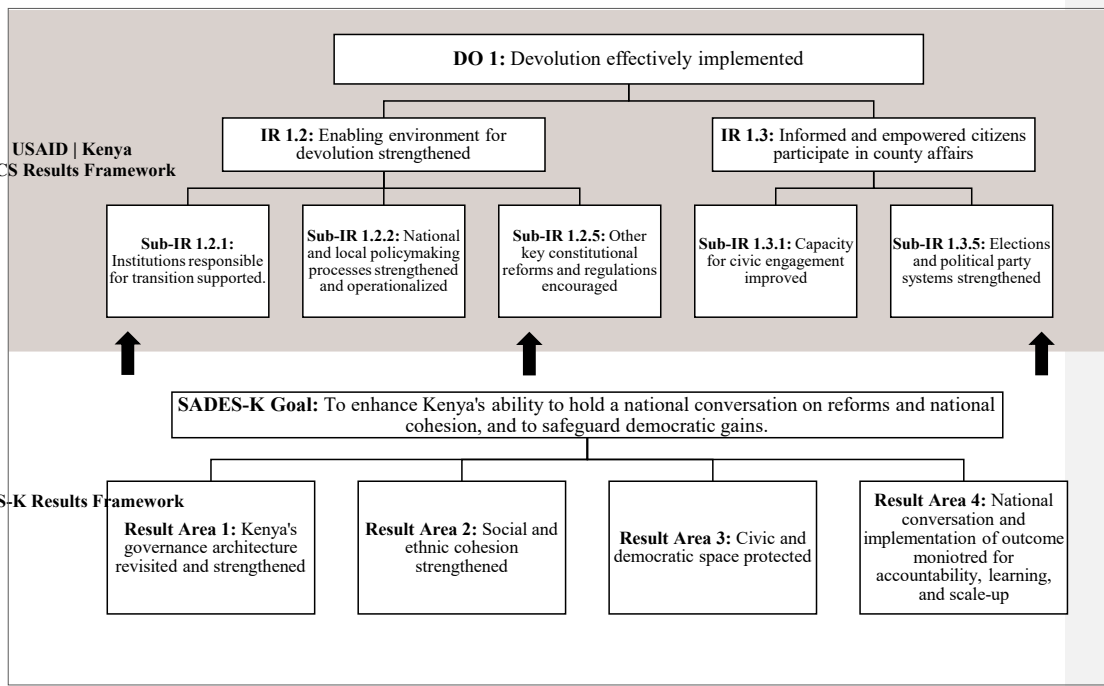 DO 1: Devolution effectively implemented
IR 1.2: Enabling environment for
devolution strengthened
IR 1.3: Informed and empowered citizens
participate in county affairs
USAID | Kenya
CS Results Framework
Sub-IR 1.2.1:
Institutions responsible
for transition supported.
Sub-IR 1.2.2: National
and local policymaking
processes strengthened
and operationalized
Sub-IR 1.2.5: Other
key constitutional
reforms and regulations
encouraged
Sub-IR 1.3.1: Capacity
for civic engagement
improved
Sub-IR 1.3.5: Elections
and political party
systems strengthened
SADES-K Goal: To enhance Kenya's ability to hold a national conversation on reforms and national
cohesion, and to safeguard democratic gains.
S-K Results Framework
Result Area 1: Kenya's
governance architecture
revisited and strengthened
Result Area 2: Social and
ethnic cohesion
strengthened
Result Area 3: Civic and
democratic space protected
Result Area 4: National
conversation and
implementation of outcome
moniotred for
accountability, learning,
and scale-up